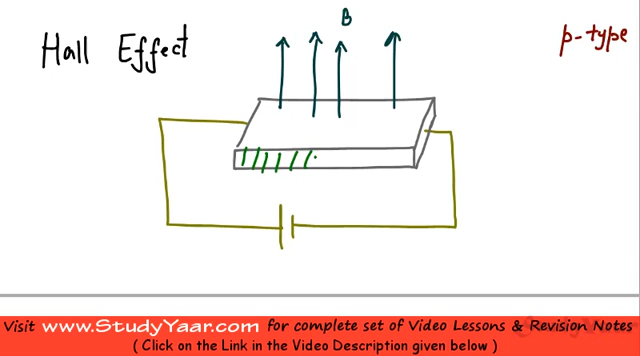 B
Hall Effect
p-type
Visit www.StudyYaar.com for complete set of Video Lessons & Revision Notes
( Click on the Link in the Video Description given below )